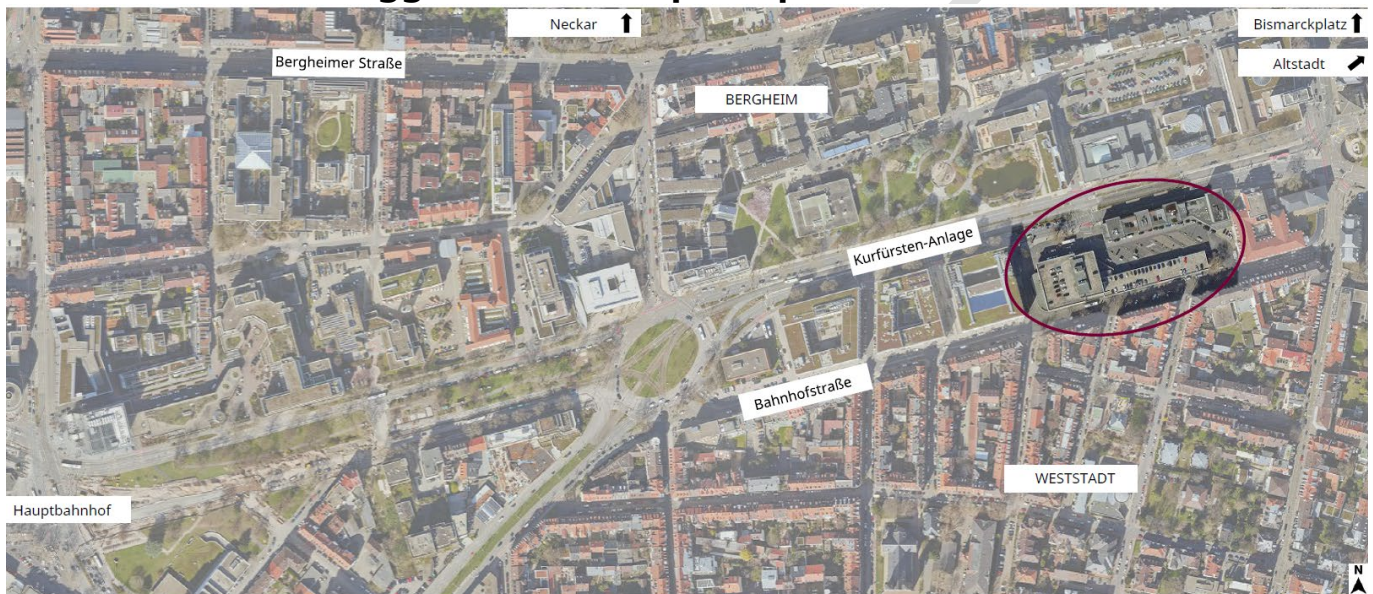 Neckar
Bismarckplatz
Altstadt
Bergheimer Straße
BERGHEIM
Kurfürsten-Anlage
Bahnhofstraße
WESTSTADT
Hauptbahnhof
N